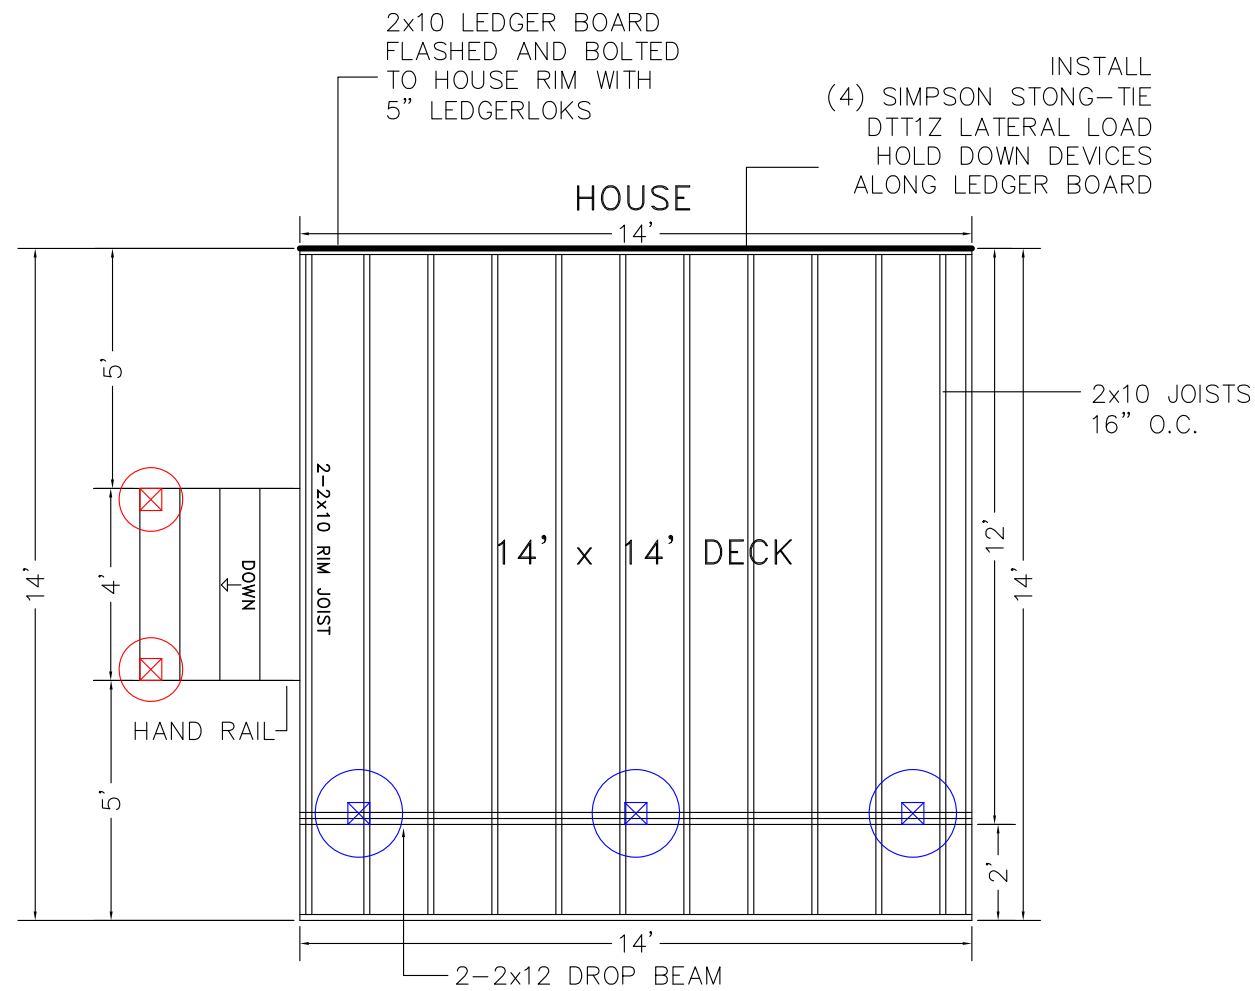 2x10 LEDGER BOARD
FLASHED AND BOLTED
TO HOUSE RIM WITH
5" LEDGERLOKS
INSTALL
(4) SIMPSON STONG-TIE
DTT1Z LATERAL LOAD
HOLD DOWN DEVICES
ALONG LEDGER BOARD
HOUSE
14'
5'
2x10 JOISTS
16" O.C.
2-2x10 RIM JOIST
14' x 14' DECK
12'
14'
14'
4'
DOWN
HAND RAIL
5'
2'
14'
2-2x12 DROP BEAM